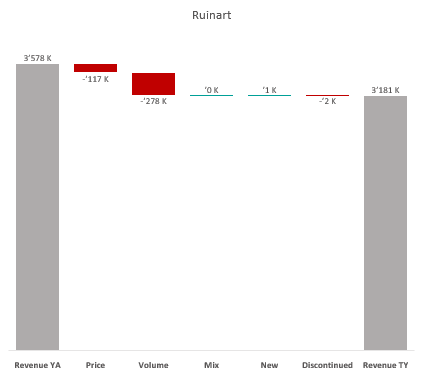 Ruinart
3'578 K
-'117 K
-'278 K
'0 K
'1 K
-'2 K
3'181 K
Revenue YA Price Volume Mix New Discontinued Revenue TY